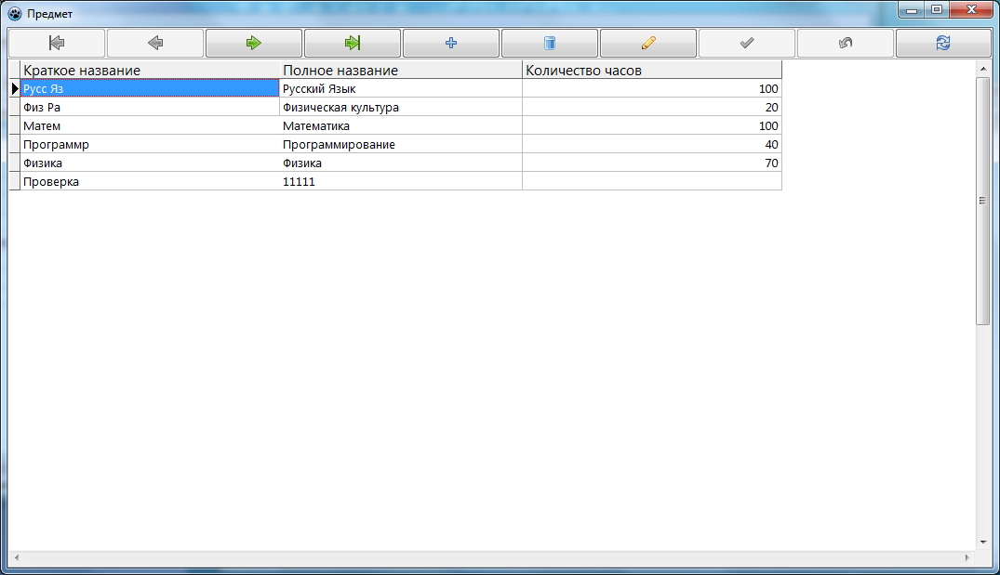 Предмет
Краткое название Полное название Количество часов
Русс Яз Русский Язык 100
Физ Ра Физическая культура 20
Матем Математика 100
Программр Программирование 40
Физика Физика 70
Проверка 11111